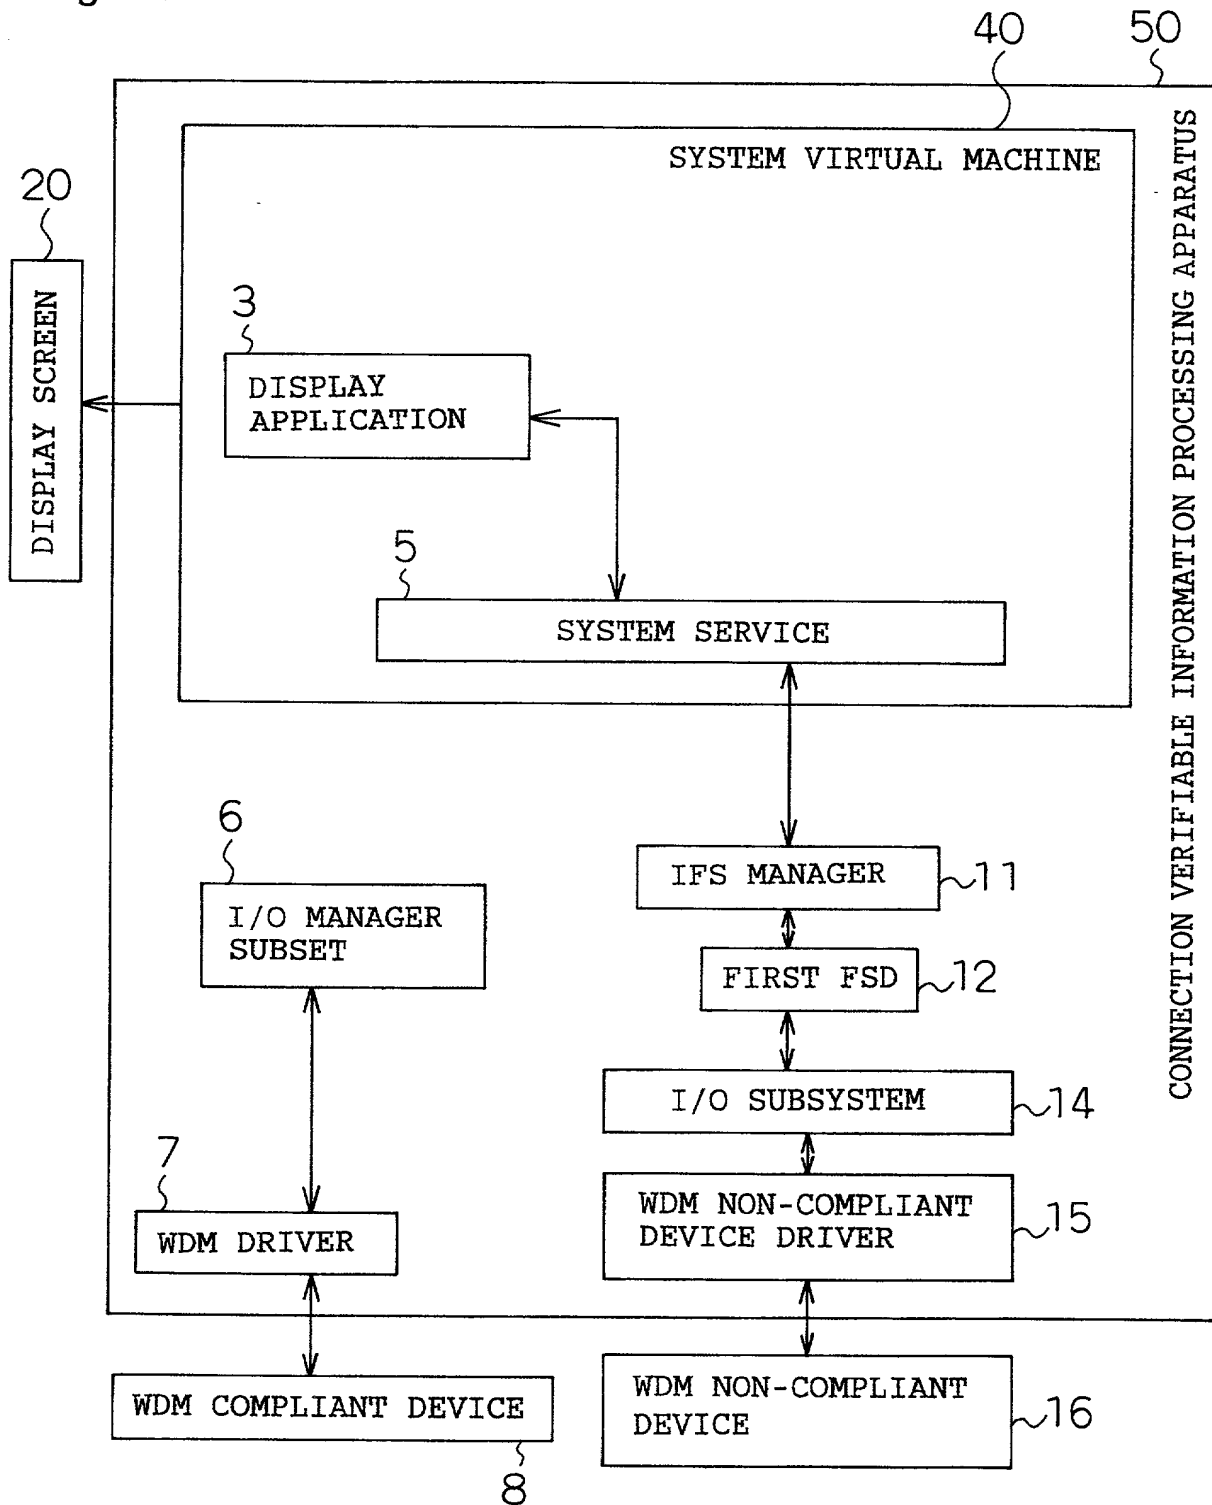 40
50
SYSTEM VIRTUAL MACHINE
CONNECTION VERIFIABLE INFORMATION PROCESSING APPARATUS
20
DISPLAY SCREEN
3
DISPLAY
APPLICATION
5
SYSTEM SERVICE
6
I/O MANAGER
SUBSET
IFS MANAGER
11
FIRST FSD
12
I/O SUBSYSTEM
14
7
WDM DRIVER
WDM NON-COMPLIANT
DEVICE DRIVER
15
WDM COMPLIANT DEVICE
8
WDM NON-COMPLIANT
DEVICE
16